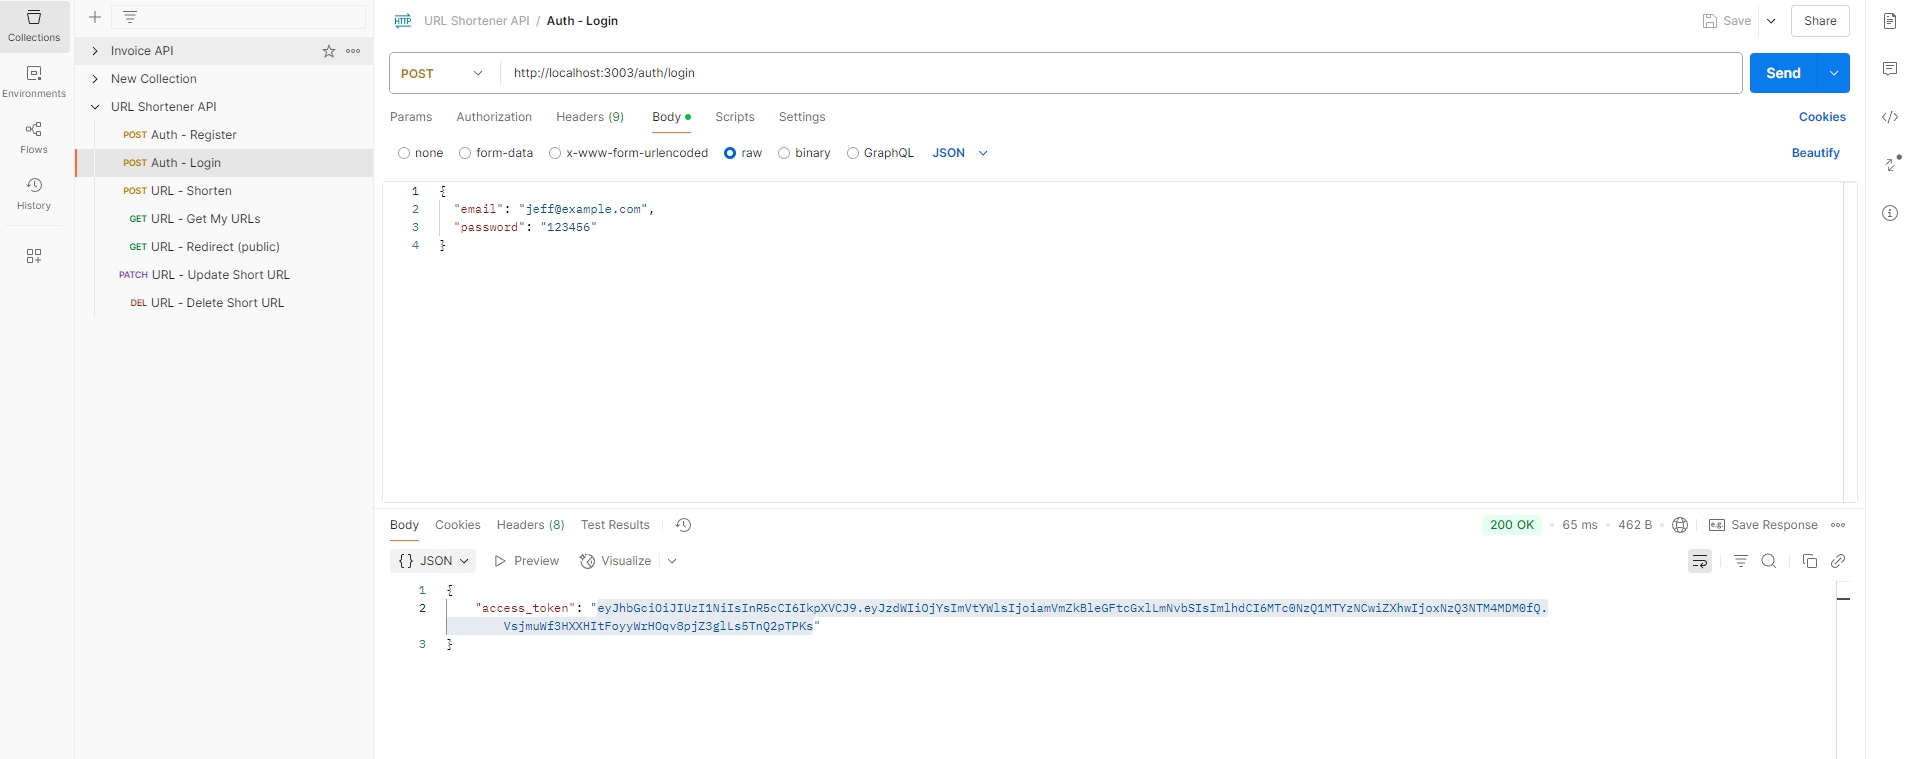 Collections
Environments
Flows
History
Invoice API
New Collection
URL Shortener API
POST Auth - Register
POST Auth - Login
POST URL - Shorten
GET URL - Get My URLs
GET URL - Redirect (public)
PATCH URL - Update Short URL
DEL URL - Delete Short URL
HTTP URL Shortener API / Auth - Login
Save
Share
POST http://localhost:3003/auth/login
Send
Params Authorization Headers (9) Body Scripts Settings
Cookies
none form-data x-www-form-urlencoded raw binary GraphQL JSON
Beautify
1 {
2 "email": "jeff@example.com",
3 "password": "123456"
4 }
Body Cookies Headers (8) Test Results
200 OK 65 ms 462 B e.g. Save Response
{} JSON Preview Visualize
1 {
2 "access_token": "eyJhbGciOiJIUzI1NiIsInR5cCI6IkpXVCJ9.eyJzdWIiOjYsImVtYWlsIjoiamVmZkBleGFtcGxlLmNvbSIsImlhdCI6MTc0NzQ1MTYzNCwiZXhwIjoxNzQ3NTM4MDM0fQ.
VsjmuWf3HXXHItFoyyWrHOqv8pjZ3glLs5TnQ2pTPKs"
3 }